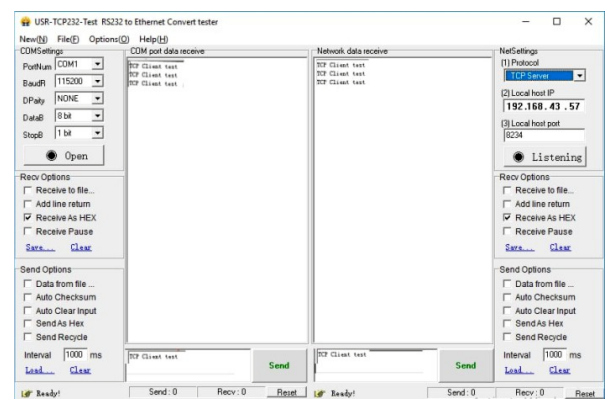 USR-TCP232-Test RS232 to Ethernet Convert tester
New(N) File(F) Options(O) Help(H)
COMSettings
PortNum COM1
BaudR 115200
DPaity NONE
DataB 8 bit
StopB 1 bit
Open
Recv Options
Receive to file...
Add line return
Receive As HEX
Receive Pause
Save... Clear
Send Options
Data from file ...
Auto Checksum
Auto Clear Input
Send As Hex
Send Recycle
Interval 1000 ms
Load... Clear
COM port data receive
TCP Client test
TCP Client test
TCP Client test
TCP Client test
Send
Network data receive
TCP Client test
TCP Client test
TCP Client test
TCP Client test
Send
NetSettings
(1) Protocol
TCP Server
(2) Local host IP
192.168. 43 . 57
(3) Local host port
8234
Listening
Recv Options
Receive to file...
Add line return
Receive As HEX
Receive Pause
Save... Clear
Send Options
Data from file ...
Auto Checksum
Auto Clear Input
Send As Hex
Send Recycle
Interval 1000 ms
Load... Clear
Ready! Send : 0 Recv : 0 Reset
Ready! Send : 0 Recv : 0 Reset